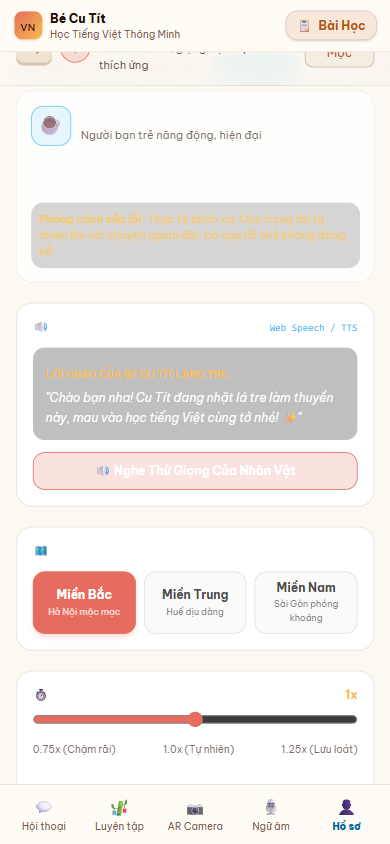 VN
Bé Cu Tít
Học Tiếng Việt Thông Minh
Bài Học
thích ứng
Mộc
Người bạn trẻ năng động, hiện đại
Phong cách sửa lỗi: Thực tế phản xạ. Chú trọng độ tự
nhiên khi nói chuyện ngoài đời, bỏ qua lỗi nhỏ không đáng
kể.
Web Speech / TTS
LỜI CHÀO CỦA BÉ CU TÍT LÀNG TRE:
"Chào bạn nha! Cu Tít đang nhặt lá tre làm thuyền
này, mau vào học tiếng Việt cùng tớ nhé! "
Nghe Thử Giọng Của Nhân Vật
Miền Bắc
Hà Nội mộc mạc
Miền Trung
Huế dịu dàng
Miền Nam
Sài Gòn phóng
khoáng
1x
0.75x (Chậm rãi)
1.0x (Tự nhiên)
1.25x (Lưu loát)
Hội thoại
Luyện tập
AR Camera
Ngữ âm
Hồ sơ